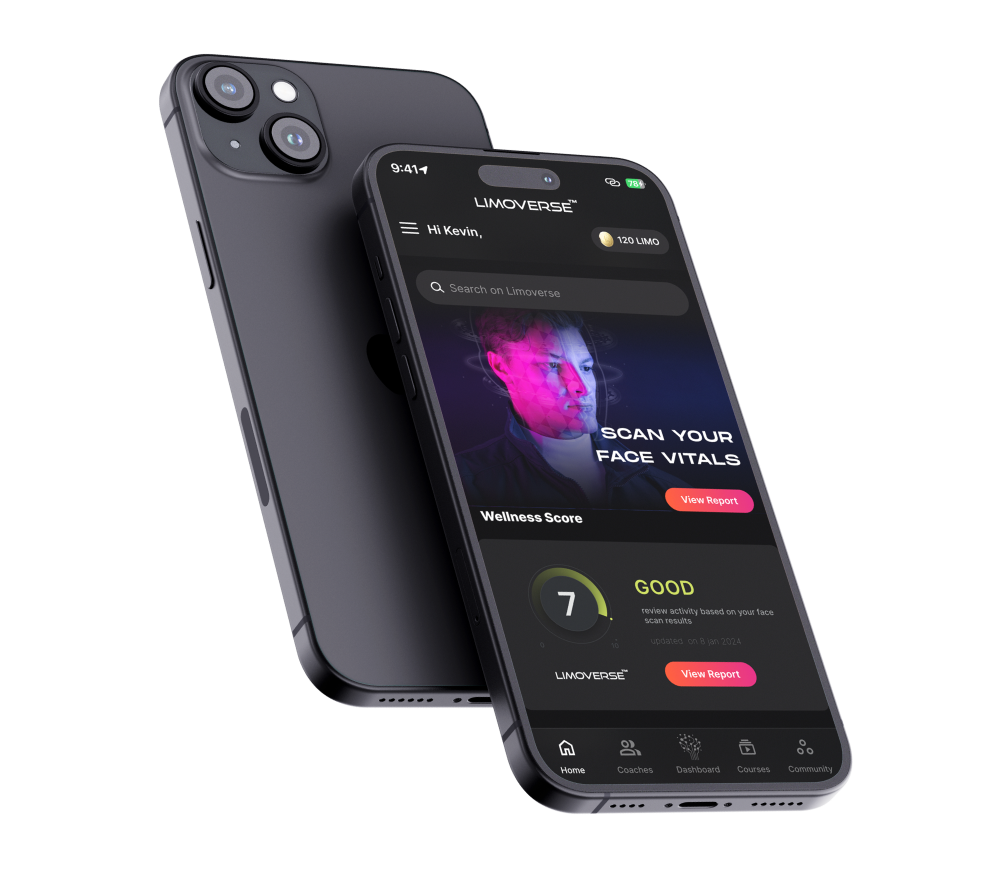 9:41
78
LIMOVERSE™
Hi Kevin,
120 LIMO
Search on Limoverse
SCAN YOUR
FACE VITALS
View Report
Wellness Score
7
0
10
GOOD
review activity based on your face
scan results
updated on 8 jan 2024
LIMOVERSE™
View Report
Home
Coaches
Dashboard
Courses
Community